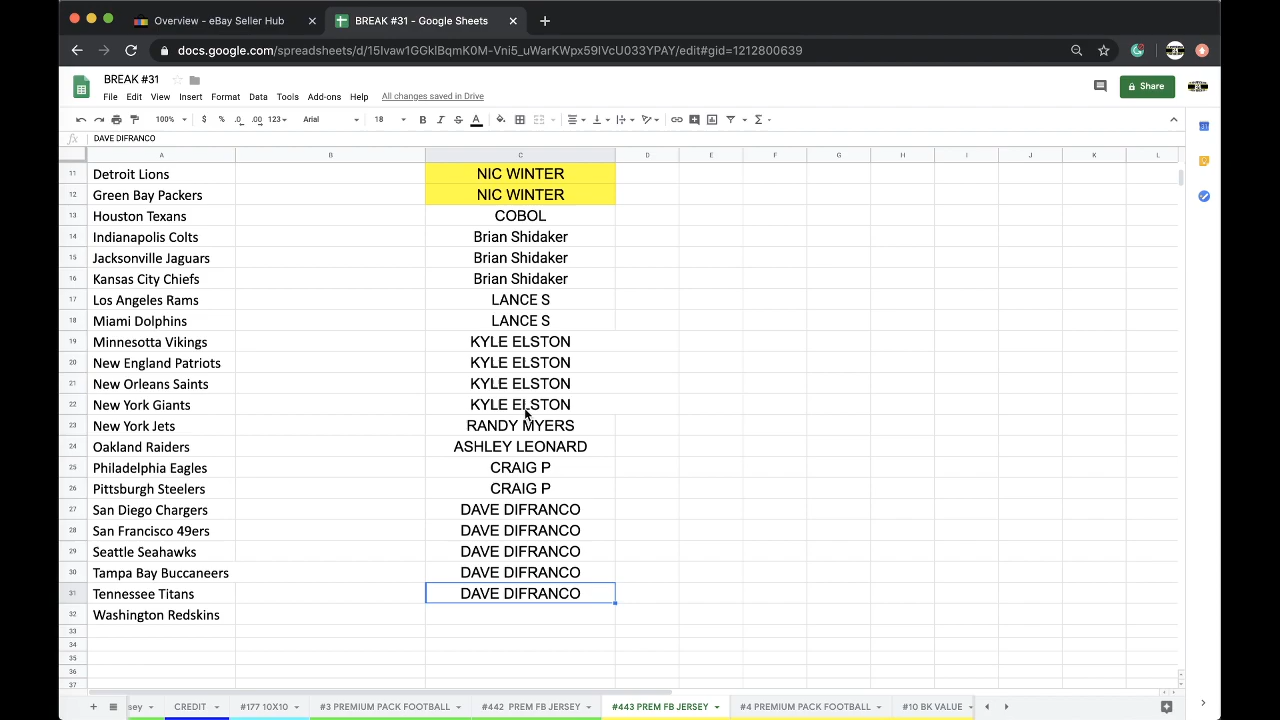 Overview - eBay Seller Hub
BREAK #31 - Google Sheets
docs.google.com/spreadsheets/d/15Ivaw1GGklBqmK0M-Vni5_uWarKWpx59IVcU033YPAY/edit#gid=1212800639
BREAK #31
File Edit View Insert Format Data Tools Add-ons Help All changes saved in Drive
Share
100% $ % .0 .00 123 Arial 18 B I S A
fx DAVE DIFRANCO
A B C D E F G H I J K L
11 Detroit Lions NIC WINTER
12 Green Bay Packers NIC WINTER
13 Houston Texans COBOL
14 Indianapolis Colts Brian Shidaker
15 Jacksonville Jaguars Brian Shidaker
16 Kansas City Chiefs Brian Shidaker
17 Los Angeles Rams LANCE S
18 Miami Dolphins LANCE S
19 Minnesotta Vikings KYLE ELSTON
20 New England Patriots KYLE ELSTON
21 New Orleans Saints KYLE ELSTON
22 New York Giants KYLE ELSTON
23 New York Jets RANDY MYERS
24 Oakland Raiders ASHLEY LEONARD
25 Philadelphia Eagles CRAIG P
26 Pittsburgh Steelers CRAIG P
27 San Diego Chargers DAVE DIFRANCO
28 San Francisco 49ers DAVE DIFRANCO
29 Seattle Seahawks DAVE DIFRANCO
30 Tampa Bay Buccaneers DAVE DIFRANCO
31 Tennessee Titans DAVE DIFRANCO
32 Washington Redskins
33
34
35
36
37
sey CREDIT #177 10X10 #3 PREMIUM PACK FOOTBALL #442 PREM FB JERSEY #443 PREM FB JERSEY #4 PREMIUM PACK FOOTBALL #10 BK VALUE